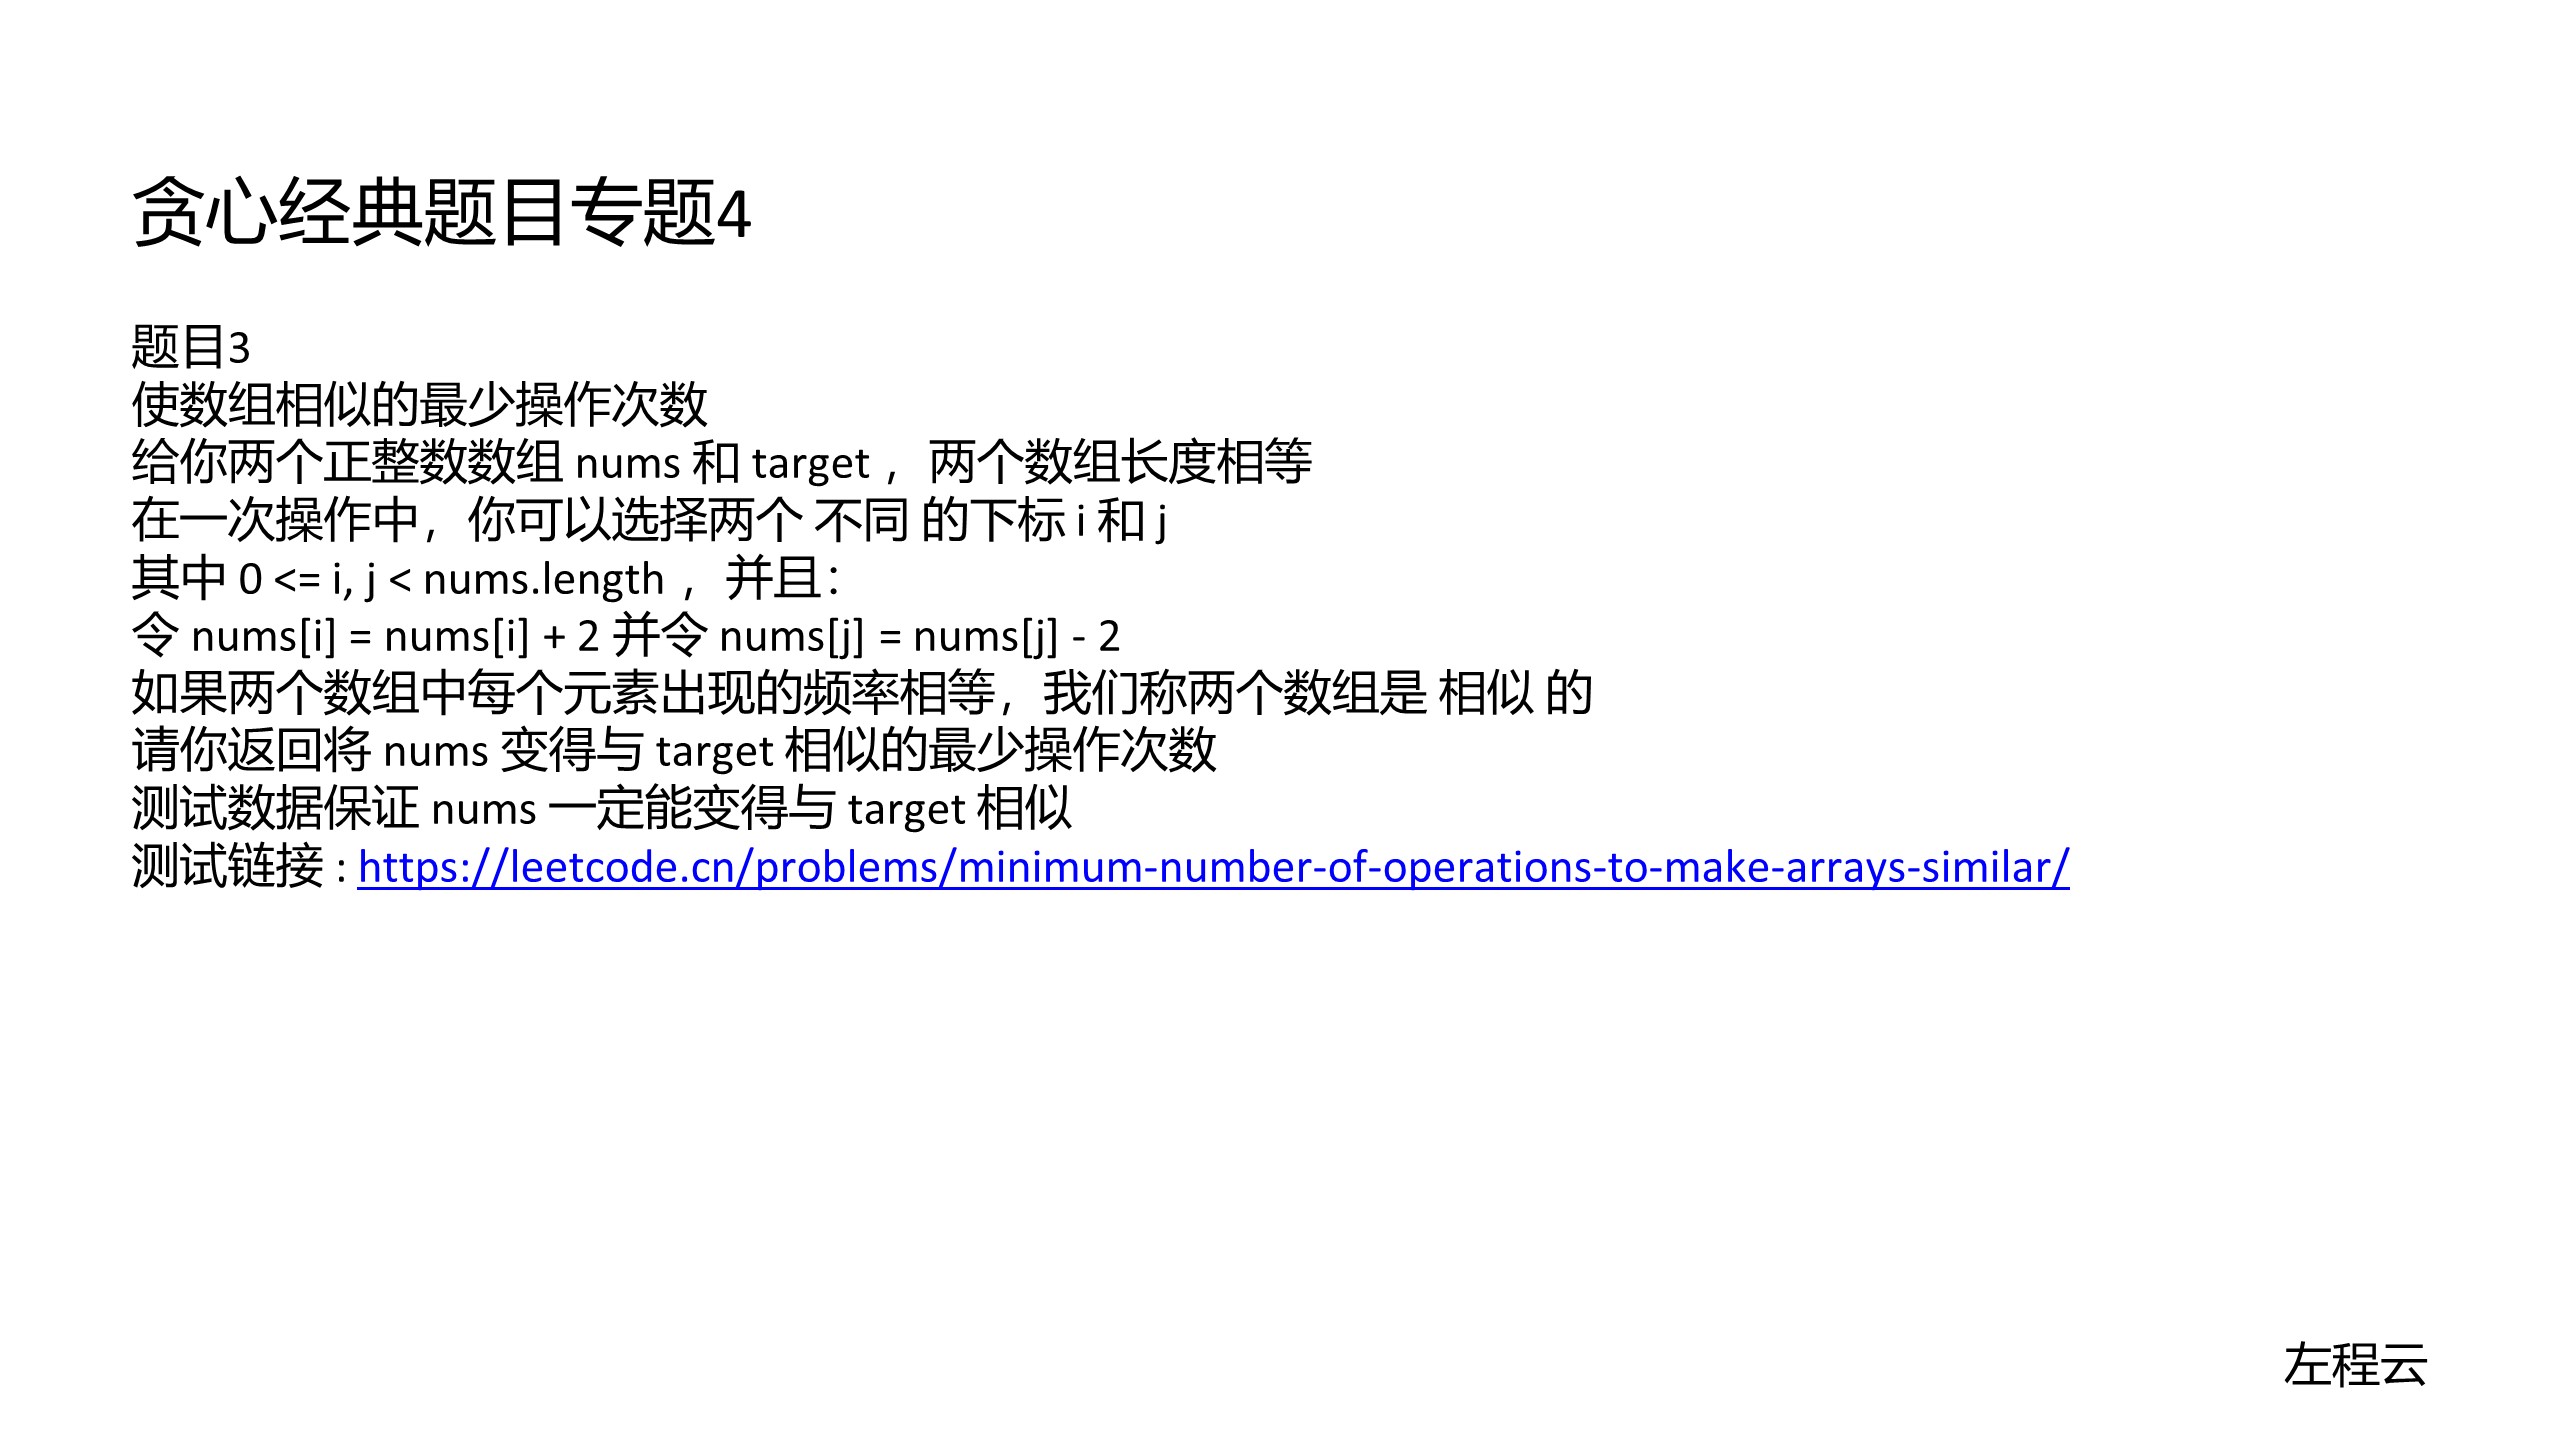 贪心经典题目专题4
题目3
使数组相似的最少操作次数
给你两个正整数数组 nums 和 target ，两个数组长度相等
在一次操作中，你可以选择两个 不同 的下标 i 和 j
其中 0 <= i, j < nums.length ，并且：
令 nums[i] = nums[i] + 2 并令 nums[j] = nums[j] - 2
如果两个数组中每个元素出现的频率相等，我们称两个数组是 相似 的
请你返回将 nums 变得与 target 相似的最少操作次数
测试数据保证 nums 一定能变得与 target 相似
测试链接 : https://leetcode.cn/problems/minimum-number-of-operations-to-make-arrays-similar/
左程云